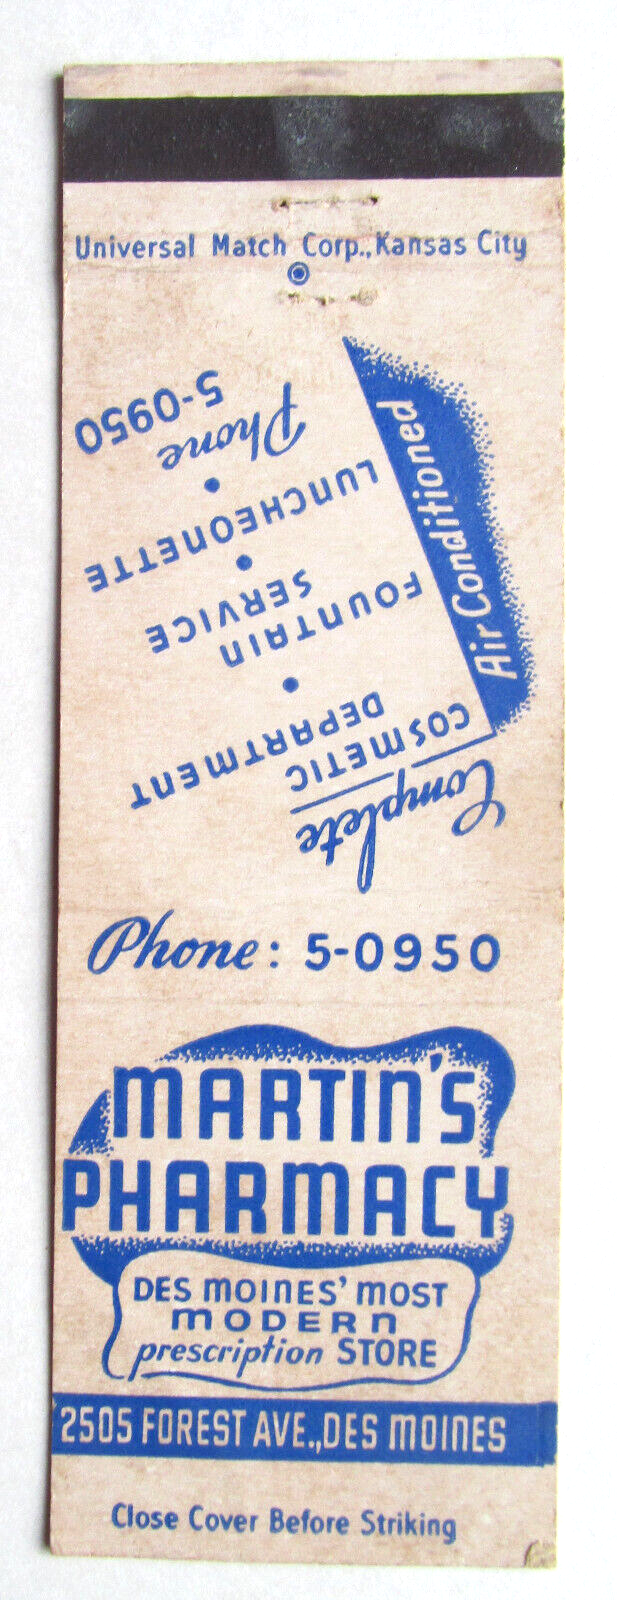 Universal Match Corp., Kansas City
Complete
COSMETIC
DEPARTMENT
•
FOUNTAIN
SERVICE
•
LUNCHEONETTE
•
Phone
5-0950
Air Conditioned
Phone: 5-0950
MARTIN'S
PHARMACY
DES MOINES' MOST
MODERN
prescription STORE
2505 FOREST AVE., DES MOINES
Close Cover Before Striking